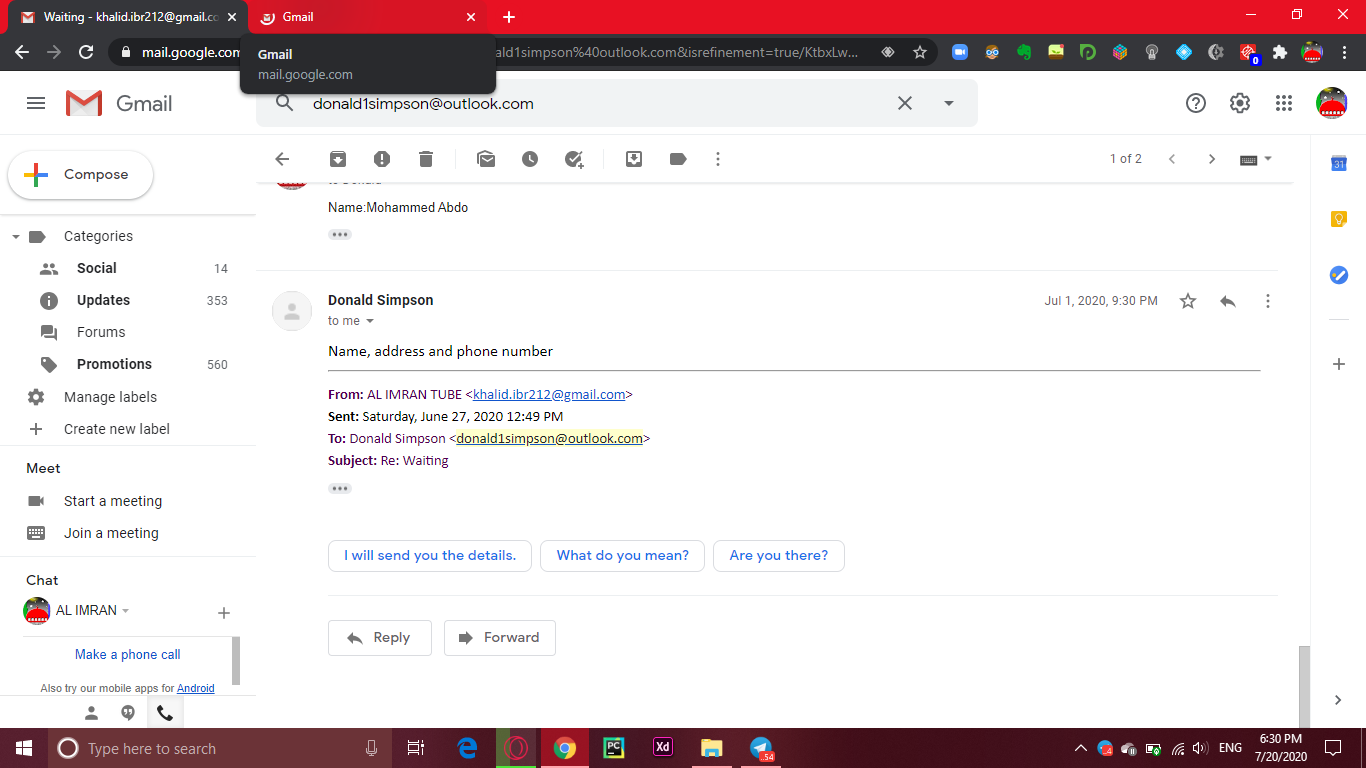 Waiting - khalid.ibr212@gmail.co
Gmail
mail.google.com
ald1simpson%40outlook.com&isrefinement=true/KtbxLw...
0
Gmail
mail.google.com
Gmail
donald1simpson@outlook.com
Compose
1 of 2
31
to Donald
Name:Mohammed Abdo
Categories
Social 14
Updates 353
Forums
Promotions 560
Manage labels
Create new label
Meet
Start a meeting
Join a meeting
Chat
AL IMRAN
Make a phone call
Also try our mobile apps for Android
Donald Simpson
Jul 1, 2020, 9:30 PM
to me
Name, address and phone number
From: AL IMRAN TUBE <khalid.ibr212@gmail.com>
Sent: Saturday, June 27, 2020 12:49 PM
To: Donald Simpson <donald1simpson@outlook.com>
Subject: Re: Waiting
I will send you the details.
What do you mean?
Are you there?
Reply
Forward
Type here to search
PC
Xd
54
ENG
6:30 PM
7/20/2020